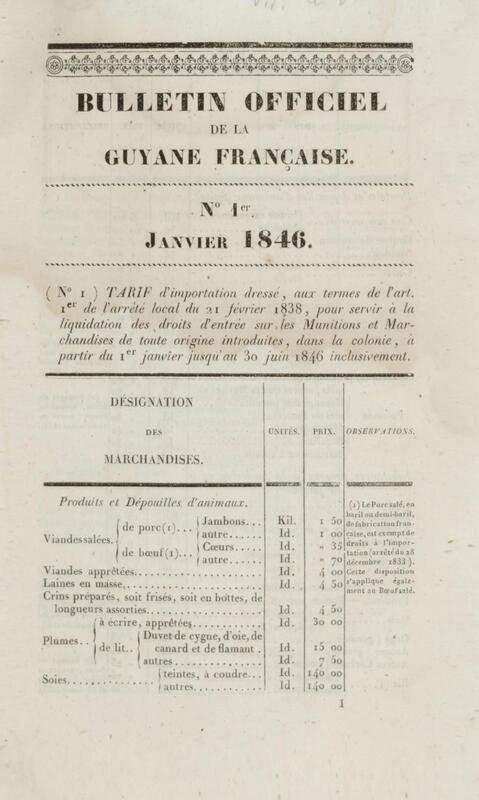 BULLETIN OFFICIEL
DE LA
GUYANE FRANÇAISE.
N° 1er.
JANVIER 1846.
( N° 1 ) TARIF d'importation dressé, aux termes de l'art.
1er de l'arrêté local du 21 février 1838, pour servir à la
liquidation des droits d'entrée sur les Munitions et Mar-
chandises de toute origine introduites, dans la colonie, à
partir du 1er janvier jusqu'au 30 juin 1846 inclusivement.
DÉSIGNATION
DES
MARCHANDISES.
UNITÉS.
PRIX.
OBSERVATIONS.
Produits et Dépouilles d'animaux.
Viandes salées. de porc(1)... Jambons... Kil. 1 50
autre... Id. 1 00
de bœuf(1)... Cœurs... Id. " 35
autre... Id. " 70
Viandes apprêtées. Id. 4 00
Laines en masse. Id. 4 50
Crins préparés, soit frisés, soit en bottes, de
longueurs assorties. Id. 4 50
Plumes.. à écrire, apprêtées. Id. 30 00
de lit.. Duvet de cygne, d'oie, de
canard et de flamant . Id. 15 00
autres. Id. 7 50
Soies. teintes, à coudre... Id. 140 00
autres. Id. 140 00
(1) Le Porc salé, en
baril ou demi-baril,
de fabrication fran-
çaise, est exempt de
droits à l'impor-
tation (arrêté du 28
décembre 1833 ).
Cette disposition
s'applique égale-
ment au Bœuf salé.
1